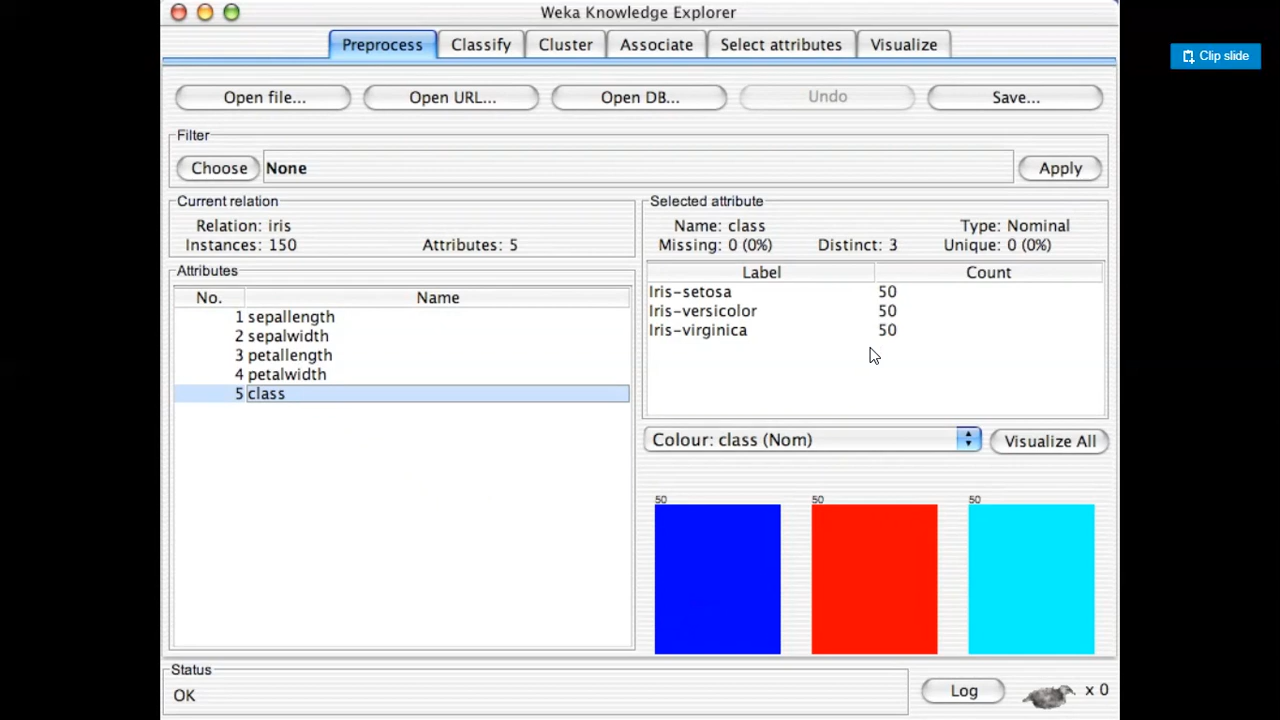 Weka Knowledge Explorer
Clip slide
Preprocess Classify Cluster Associate Select attributes Visualize
Open file... Open URL... Open DB... Undo Save...
Filter
Choose None Apply
Current relation
Relation: iris
Instances: 150 Attributes: 5
Attributes
No. Name
1 sepallength
2 sepalwidth
3 petallength
4 petalwidth
5 class
Selected attribute
Name: class Type: Nominal
Missing: 0 (0%) Distinct: 3 Unique: 0 (0%)
Label Count
Iris-setosa 50
Iris-versicolor 50
Iris-virginica 50
Colour: class (Nom) Visualize All
50 50 50
Status
OK
Log x 0